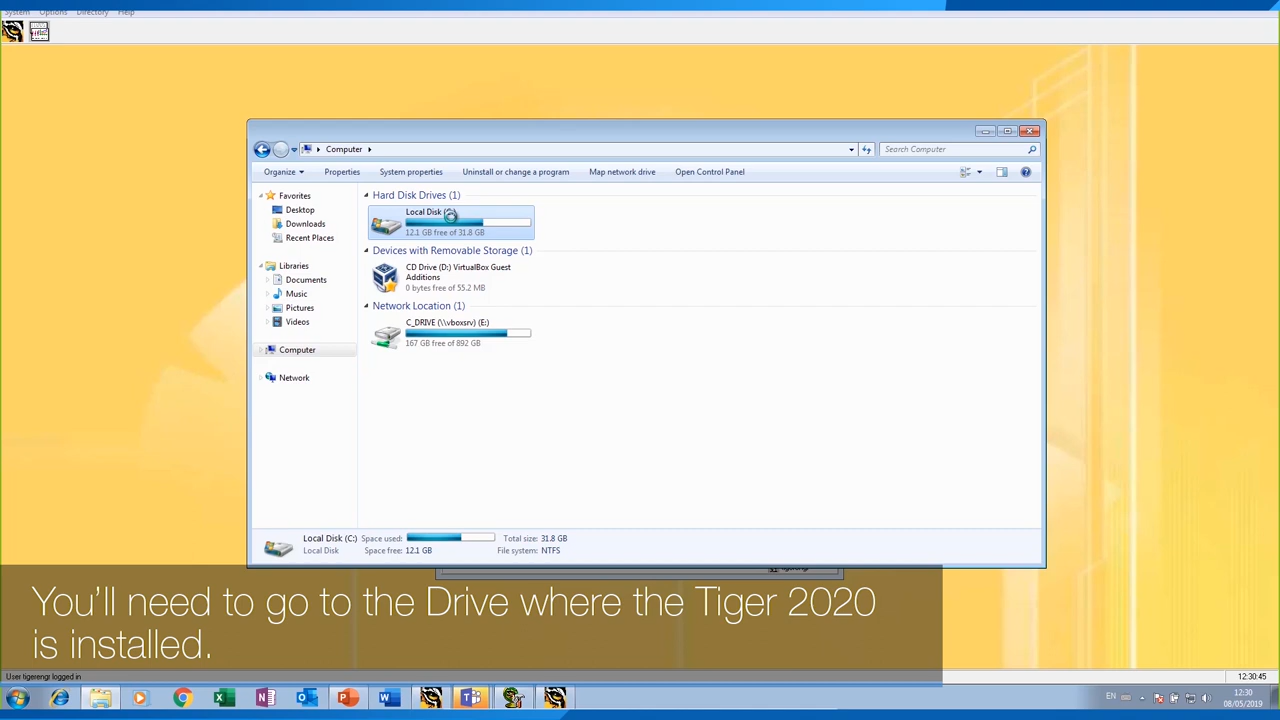 System Options Directory Help
Computer
Search Computer
Organize Properties System properties Uninstall or change a program Map network drive Open Control Panel
Favorites
Desktop
Downloads
Recent Places
Libraries
Documents
Music
Pictures
Videos
Computer
Network
Hard Disk Drives (1)
Local Disk (C:)
12.1 GB free of 31.8 GB
Devices with Removable Storage (1)
CD Drive (D:) VirtualBox Guest
Additions
0 bytes free of 55.2 MB
Network Location (1)
C_DRIVE (\\vboxsrv) (E:)
167 GB free of 892 GB
Local Disk (C:) Space used: Total size: 31.8 GB
Local Disk Space free: 12.1 GB File system: NTFS
You’ll need to go to the Drive where the Tiger 2020
is installed.
User tigerengr logged in
12:30:45
EN
12:30
08/05/2019